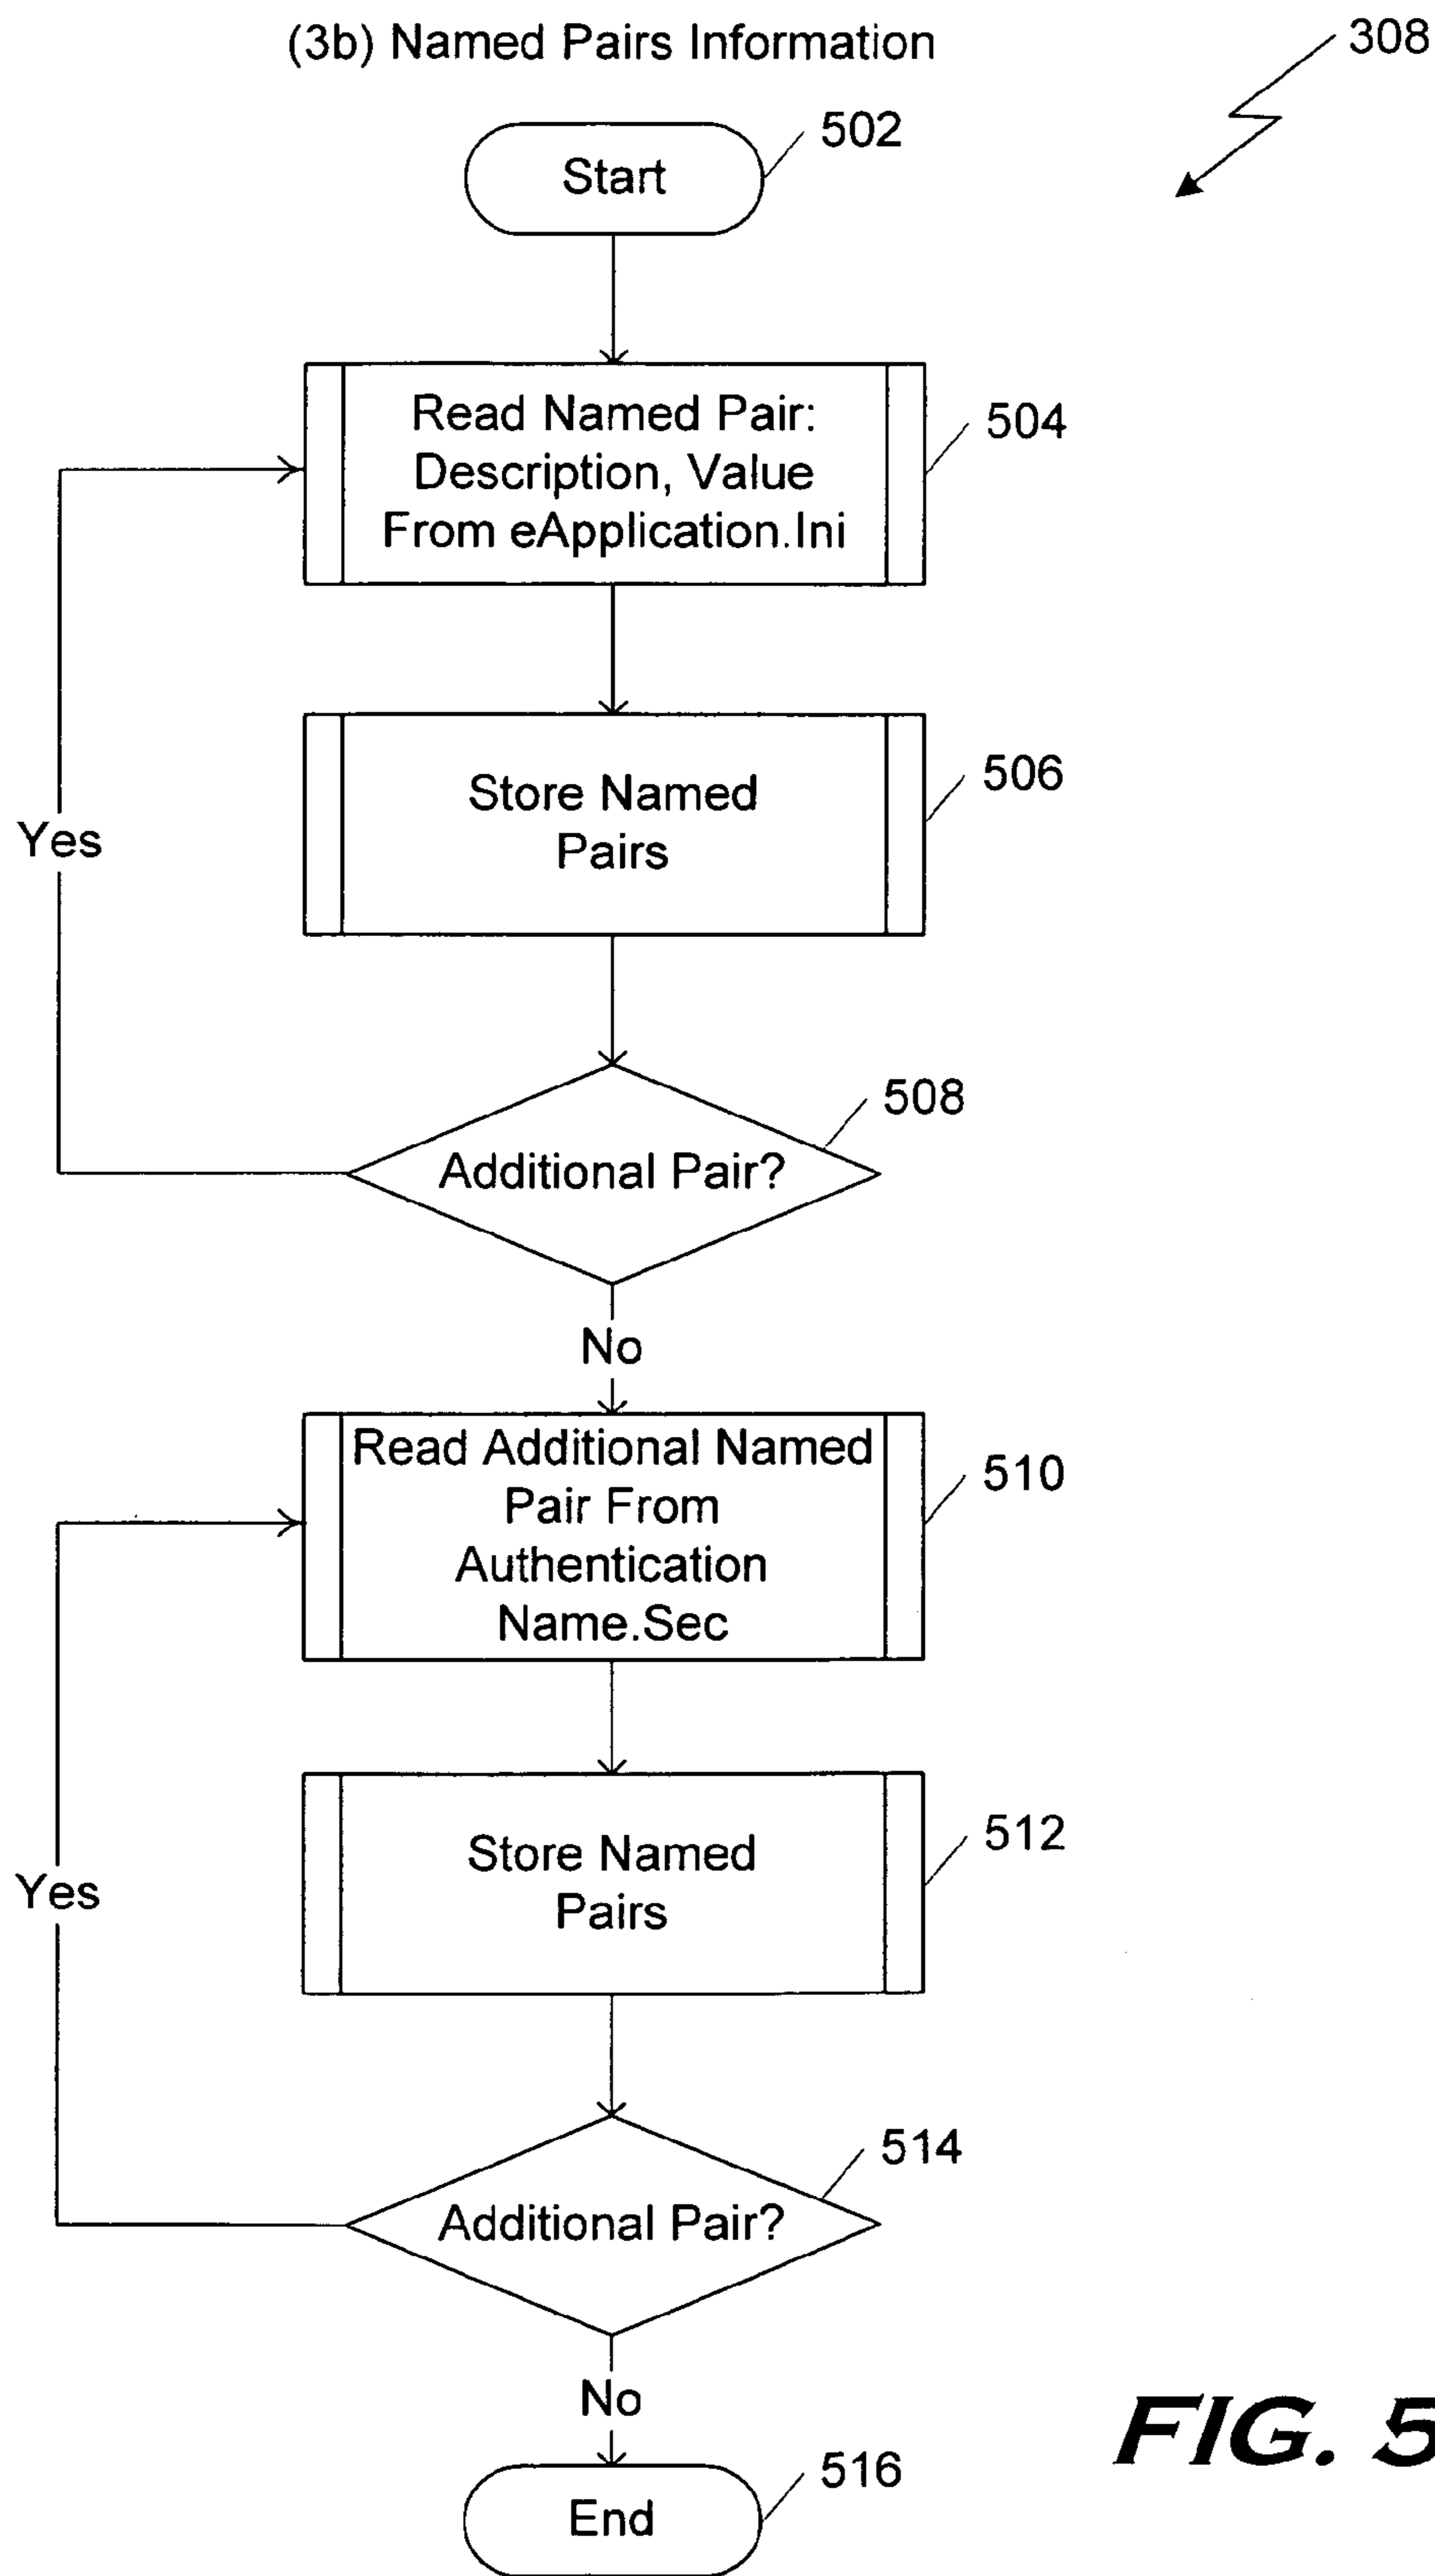 (3b) Named Pairs Information
308
502
Start
Read Named Pair:
Description, Value
From eApplication.Ini
504
Store Named
Pairs
506
Yes
508
Additional Pair?
No
Read Additional Named
Pair From
Authentication
Name.Sec
510
Store Named
Pairs
512
Yes
514
Additional Pair?
No
FIG. 5
516
End